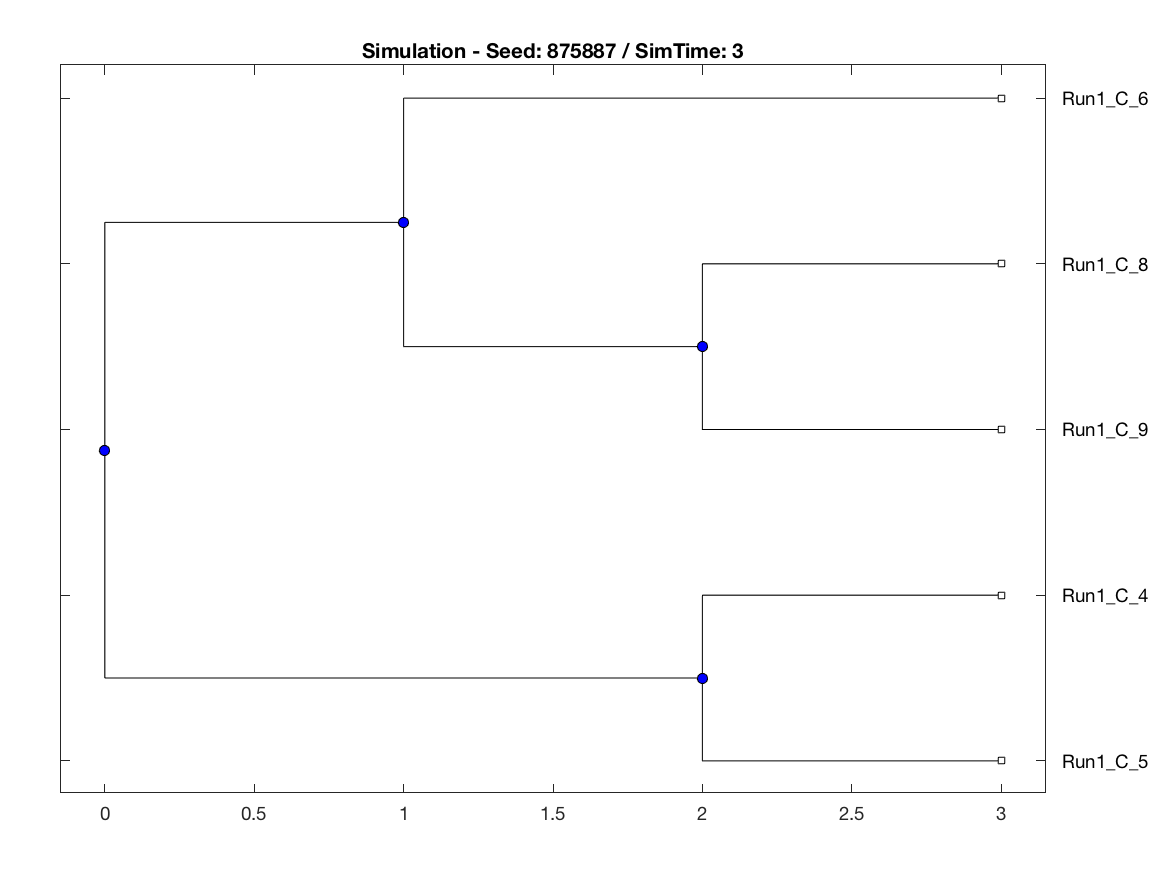 Simulation - Seed: 875887 / SimTime: 3
Run1_C_6
Run1_C_8
Run1_C_9
Run1_C_4
Run1_C_5
0 0.5 1 1.5 2 2.5 3